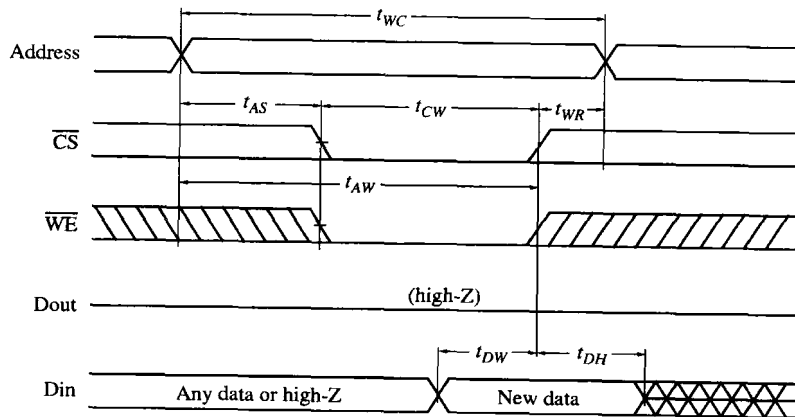 t_WC
Address
t_AS t_CW t_WR
CS
t_AW
WE
(high-Z)
Dout
t_DW t_DH
Din Any data or high-Z New data